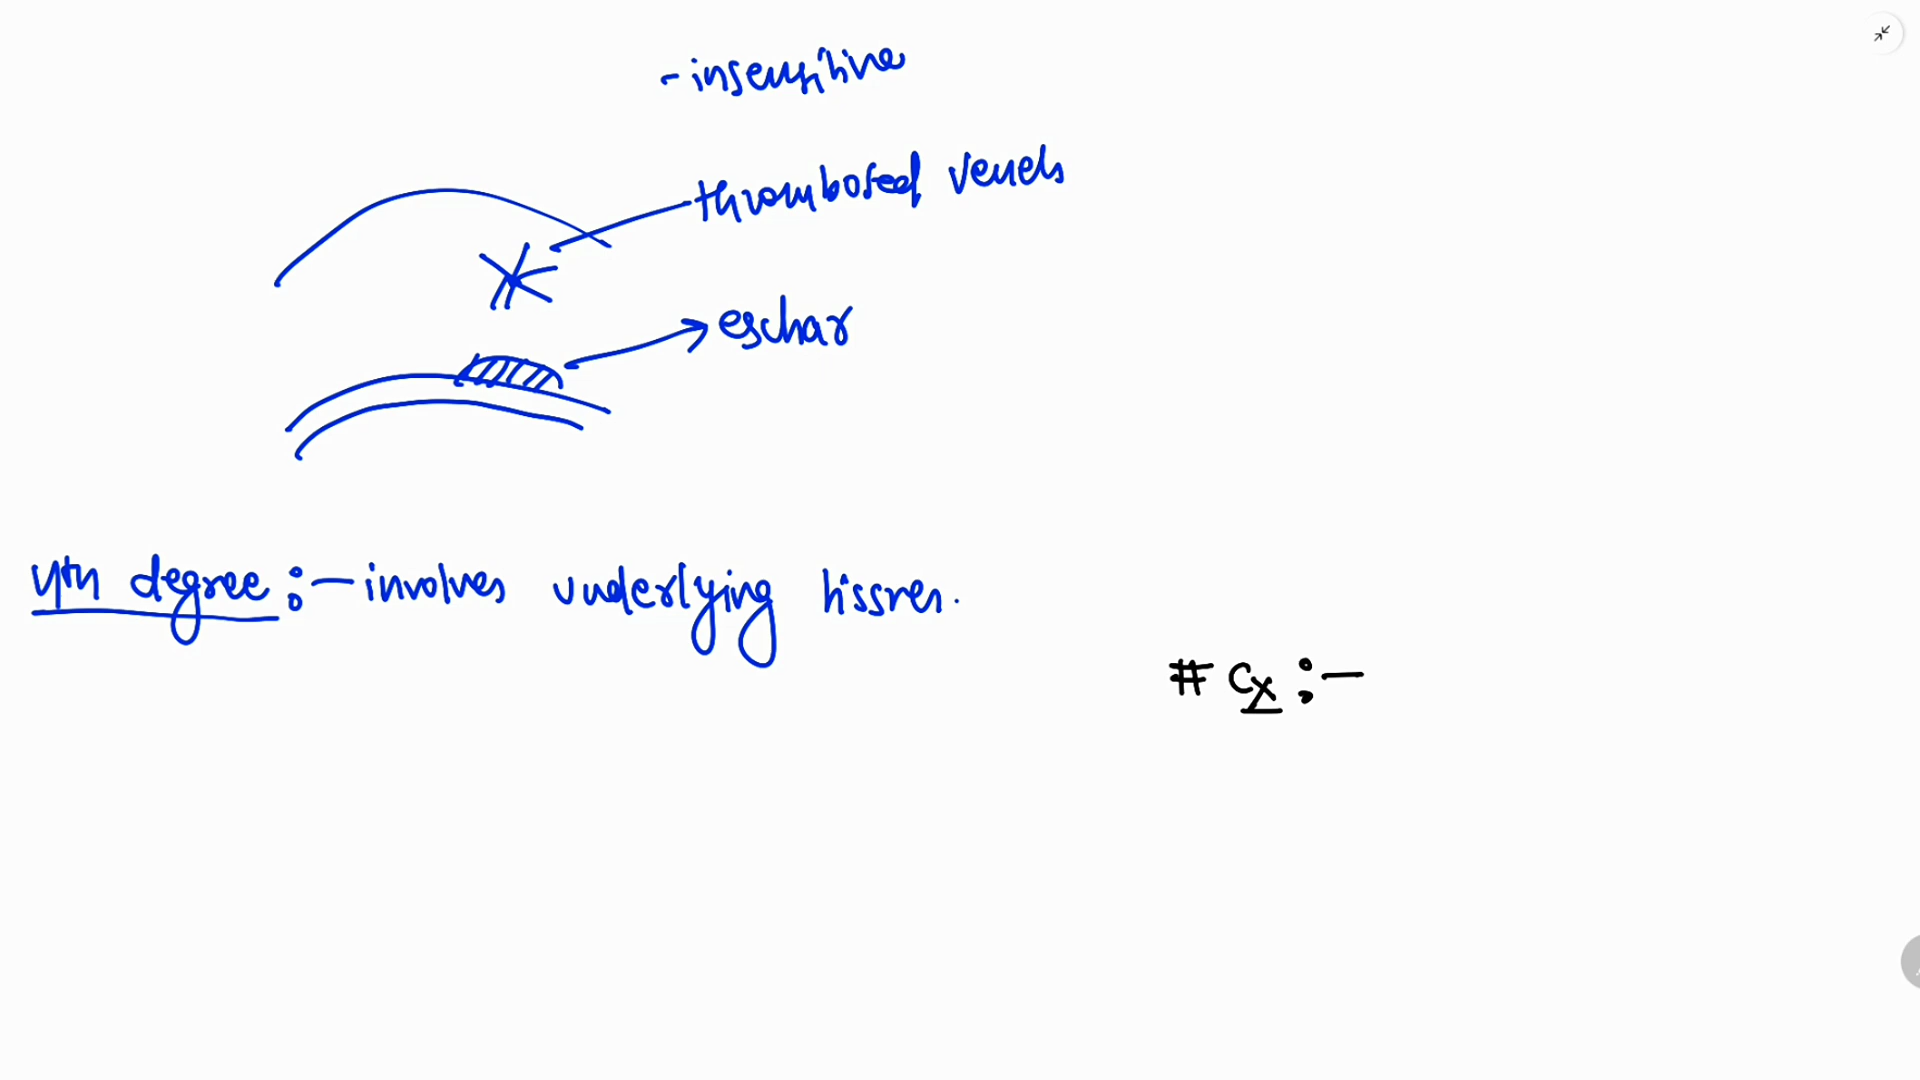 - insensitive
thrombosed vessels
eschar
4th degree :- involves underlying tissues.
# Cx :-